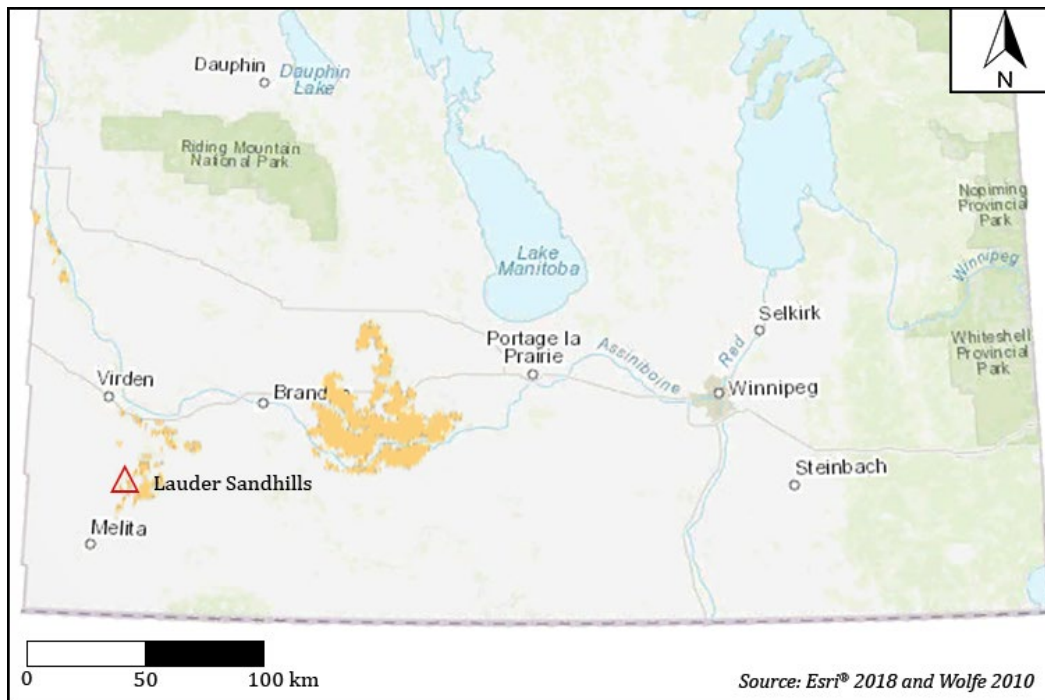 N
Dauphin
Dauphin
Lake
Riding Mountain
National Park
Nopiming
Provincial
Park
Winnipeg
Lake
Manitoba
Selkirk
Portage la
Prairie
Assiniboine
Red
Whiteshell
Provincial
Park
Virden
Winnipeg
Steinbach
Lauder Sandhills
Melita
0
50
100 km
Source: Esri® 2018 and Wolfe 2010